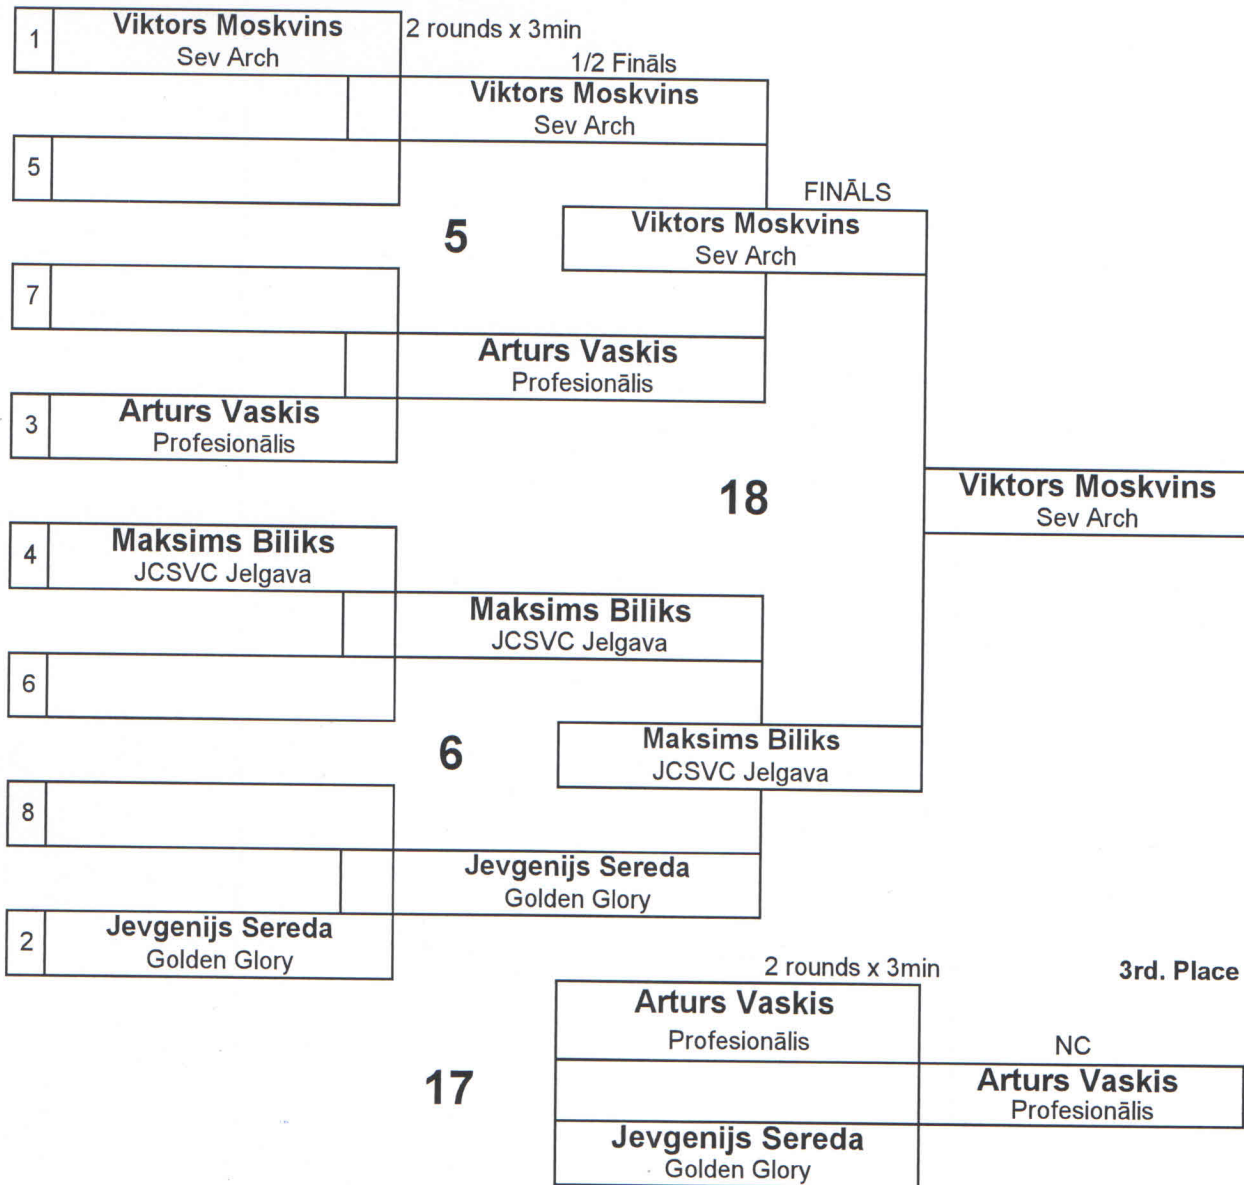 1
Viktors Moskvins
Sev Arch
2 rounds x 3min
1/2 Fināls
Viktors Moskvins
Sev Arch
5
FINĀLS
5
Viktors Moskvins
Sev Arch
7
Arturs Vaskis
Profesionālis
3
Arturs Vaskis
Profesionālis
18
Viktors Moskvins
Sev Arch
4
Maksims Biliks
JCSVC Jelgava
Maksims Biliks
JCSVC Jelgava
6
6
Maksims Biliks
JCSVC Jelgava
8
Jevgenijs Sereda
Golden Glory
2
Jevgenijs Sereda
Golden Glory
2 rounds x 3min
3rd. Place
Arturs Vaskis
Profesionālis
NC
17
Arturs Vaskis
Profesionālis
Jevgenijs Sereda
Golden Glory